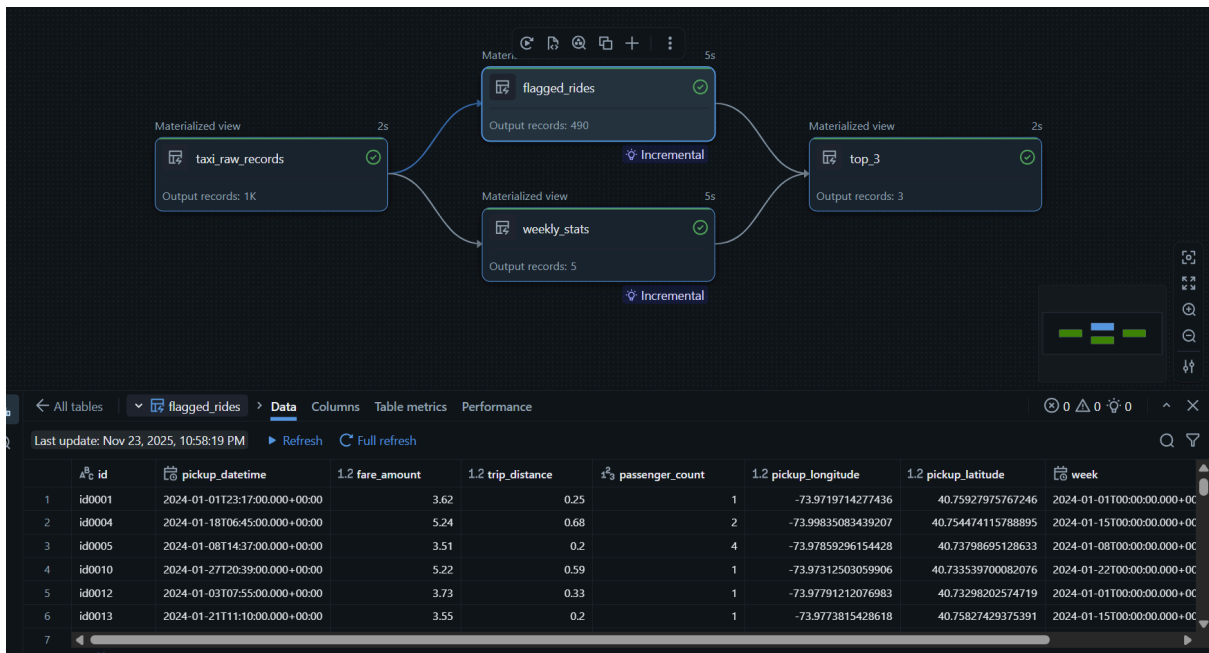 Materi.
5s
flagged_rides
Output records: 490
Incremental
Materialized view
2s
taxi_raw_records
Output records: 1K
Materialized view
2s
top_3
Output records: 3
Materialized view
5s
weekly_stats
Output records: 5
Incremental
All tables
flagged_rides
Data
Columns
Table metrics
Performance
0 0 0
Last update: Nov 23, 2025, 10:58:19 PM
Refresh
Full refresh
id pickup_datetime 1.2 fare_amount 1.2 trip_distance passenger_count 1.2 pickup_longitude 1.2 pickup_latitude week
1 id0001 2024-01-01T23:17:00.000+00:00 3.62 0.25 1 -73.9719714277436 40.75927975767246 2024-01-01T00:00:00.000+00
2 id0004 2024-01-18T06:45:00.000+00:00 5.24 0.68 2 -73.99835083439207 40.754474115788895 2024-01-15T00:00:00.000+00
3 id0005 2024-01-08T14:37:00.000+00:00 3.51 0.2 4 -73.97859296154428 40.73798695128633 2024-01-08T00:00:00.000+00
4 id0010 2024-01-27T20:39:00.000+00:00 5.22 0.59 1 -73.97312503059906 40.733539700082076 2024-01-22T00:00:00.000+00
5 id0012 2024-01-03T07:55:00.000+00:00 3.73 0.33 1 -73.97791212076983 40.73298202574719 2024-01-01T00:00:00.000+00
6 id0013 2024-01-21T11:10:00.000+00:00 3.55 0.2 1 -73.9773815428618 40.75827429375391 2024-01-15T00:00:00.000+00
7